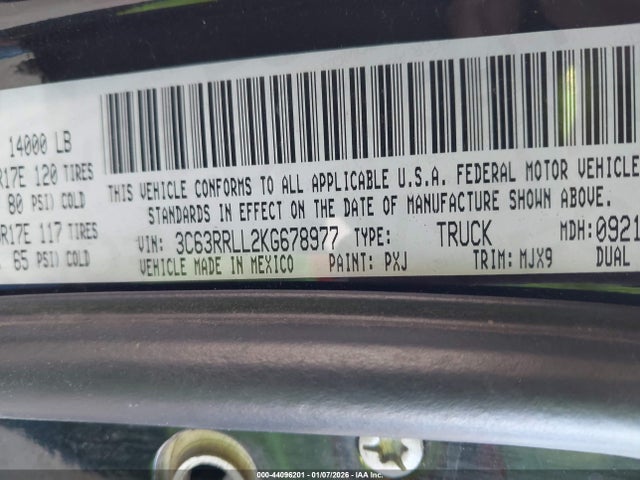 14000 LB
R17E 120 TIRES
80 PSI) COLD
R17E 117 TIRES
65 PSI) COLD
THIS VEHICLE CONFORMS TO ALL APPLICABLE U.S.A. FEDERAL MOTOR VEHICLE
STANDARDS IN EFFECT ON THE DATE OF MANUFACTURE SHOWN ABOVE.
VIN: 3C63RRLL2KG678977 TYPE: TRUCK MDH:0921
VEHICLE MADE IN MEXICO PAINT: PXJ TRIM: MJX9 DUAL
000-44096201 - 01/07/2026 - IAA Inc.